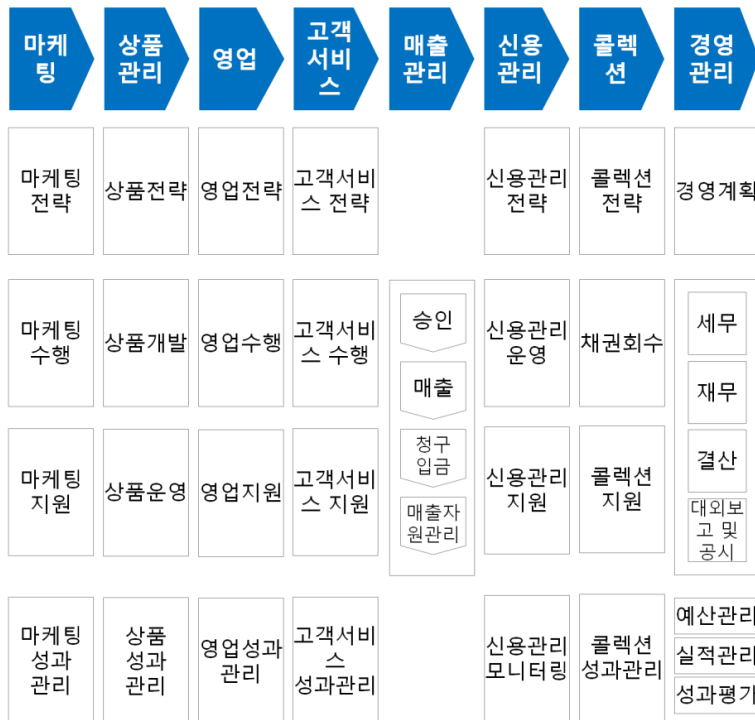 마케
팅
상품
관리
영업
고객
서비
스
매출
관리
신용
관리
콜렉
션
경영
관리
마케팅
전략
상품전략
영업전략
고객서비
스 전략
신용관리
전략
콜렉션
전략
경영계획
마케팅
수행
상품개발
영업수행
고객서비
스 수행
승인
매출
청구
입금
매출자
원관리
신용관리
운영
채권회수
세무
재무
결산
대외보
고 및
공시
마케팅
지원
상품운영
영업지원
고객서비
스 지원
신용관리
지원
콜렉션
지원
마케팅
성과
관리
상품
성과
관리
영업성과
관리
고객서비
스
성과관리
신용관리
모니터링
콜렉션
성과관리
예산관리
실적관리
성과평가